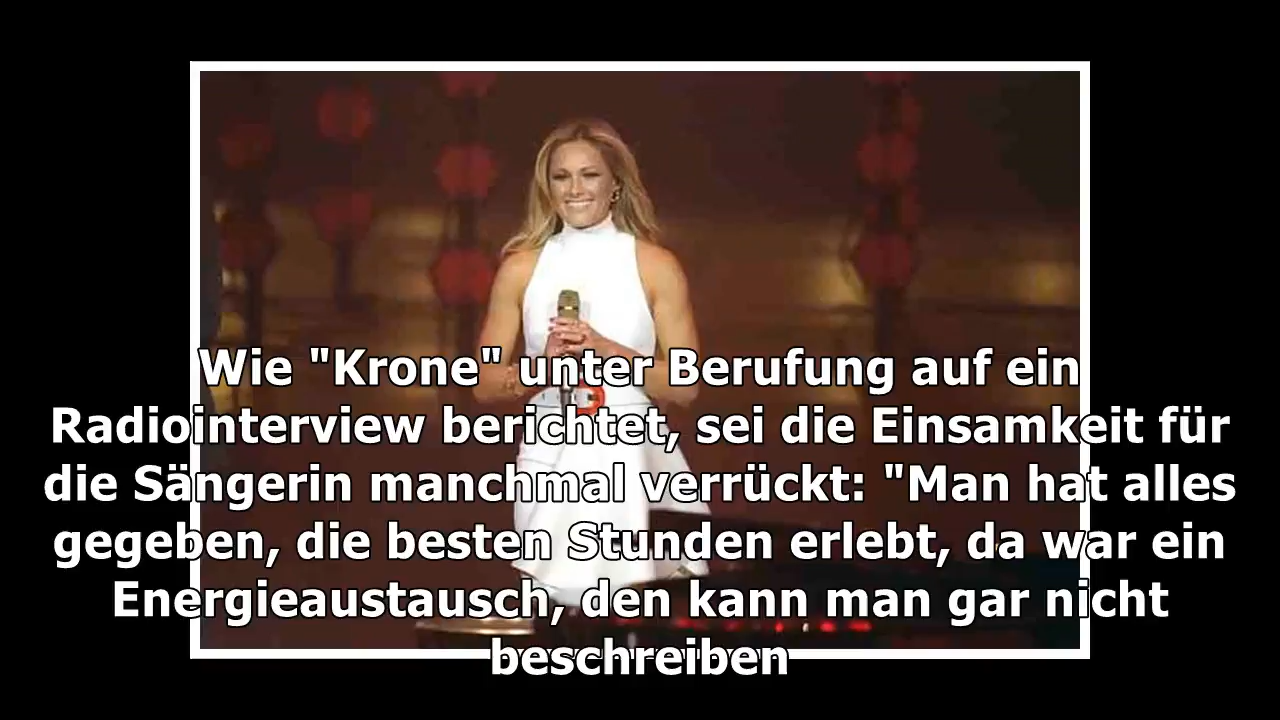 Wie "Krone" unter Berufung auf ein
Radiointerview berichtet, sei die Einsamkeit für
die Sängerin manchmal verrückt: "Man hat alles
gegeben, die besten Stunden erlebt, da war ein
Energieaustausch, den kann man gar nicht
beschreiben